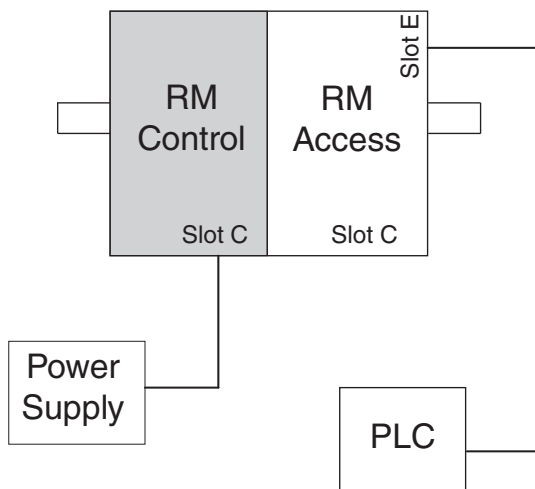 Slot E
RM
Control
RM
Access
Slot C
Slot C
Power
Supply
PLC